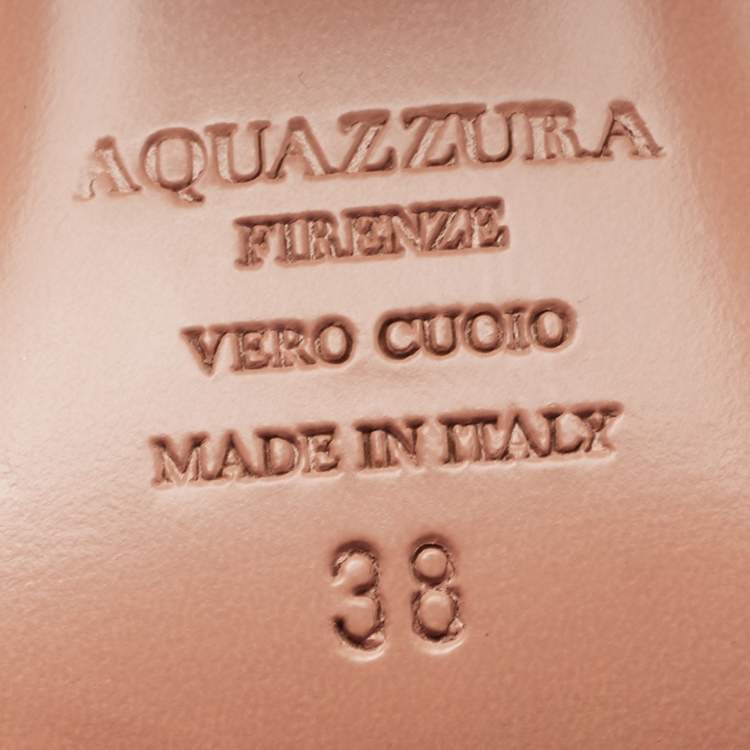 AQUAZZURA
FIRENZE
VERO CUOIO
MADE IN ITALY
38